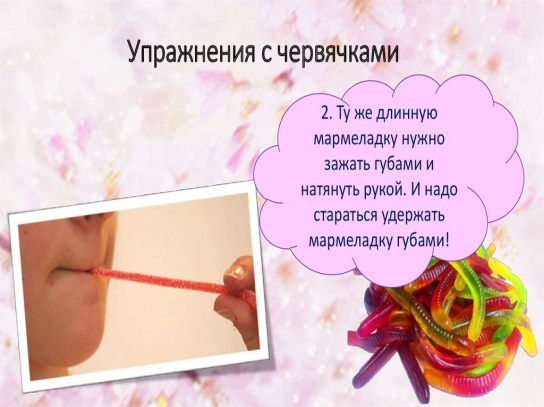 Упражнения с червячками
2. Ту же длинную
мармеладку нужно
зажать губами и
натянуть рукой. И надо
стараться удержать
мармеладку губами!